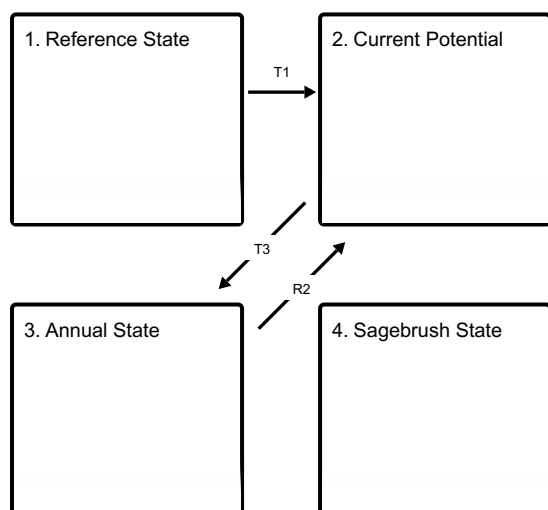 1. Reference State
T1
2. Current Potential
T3
R2
3. Annual State
4. Sagebrush State